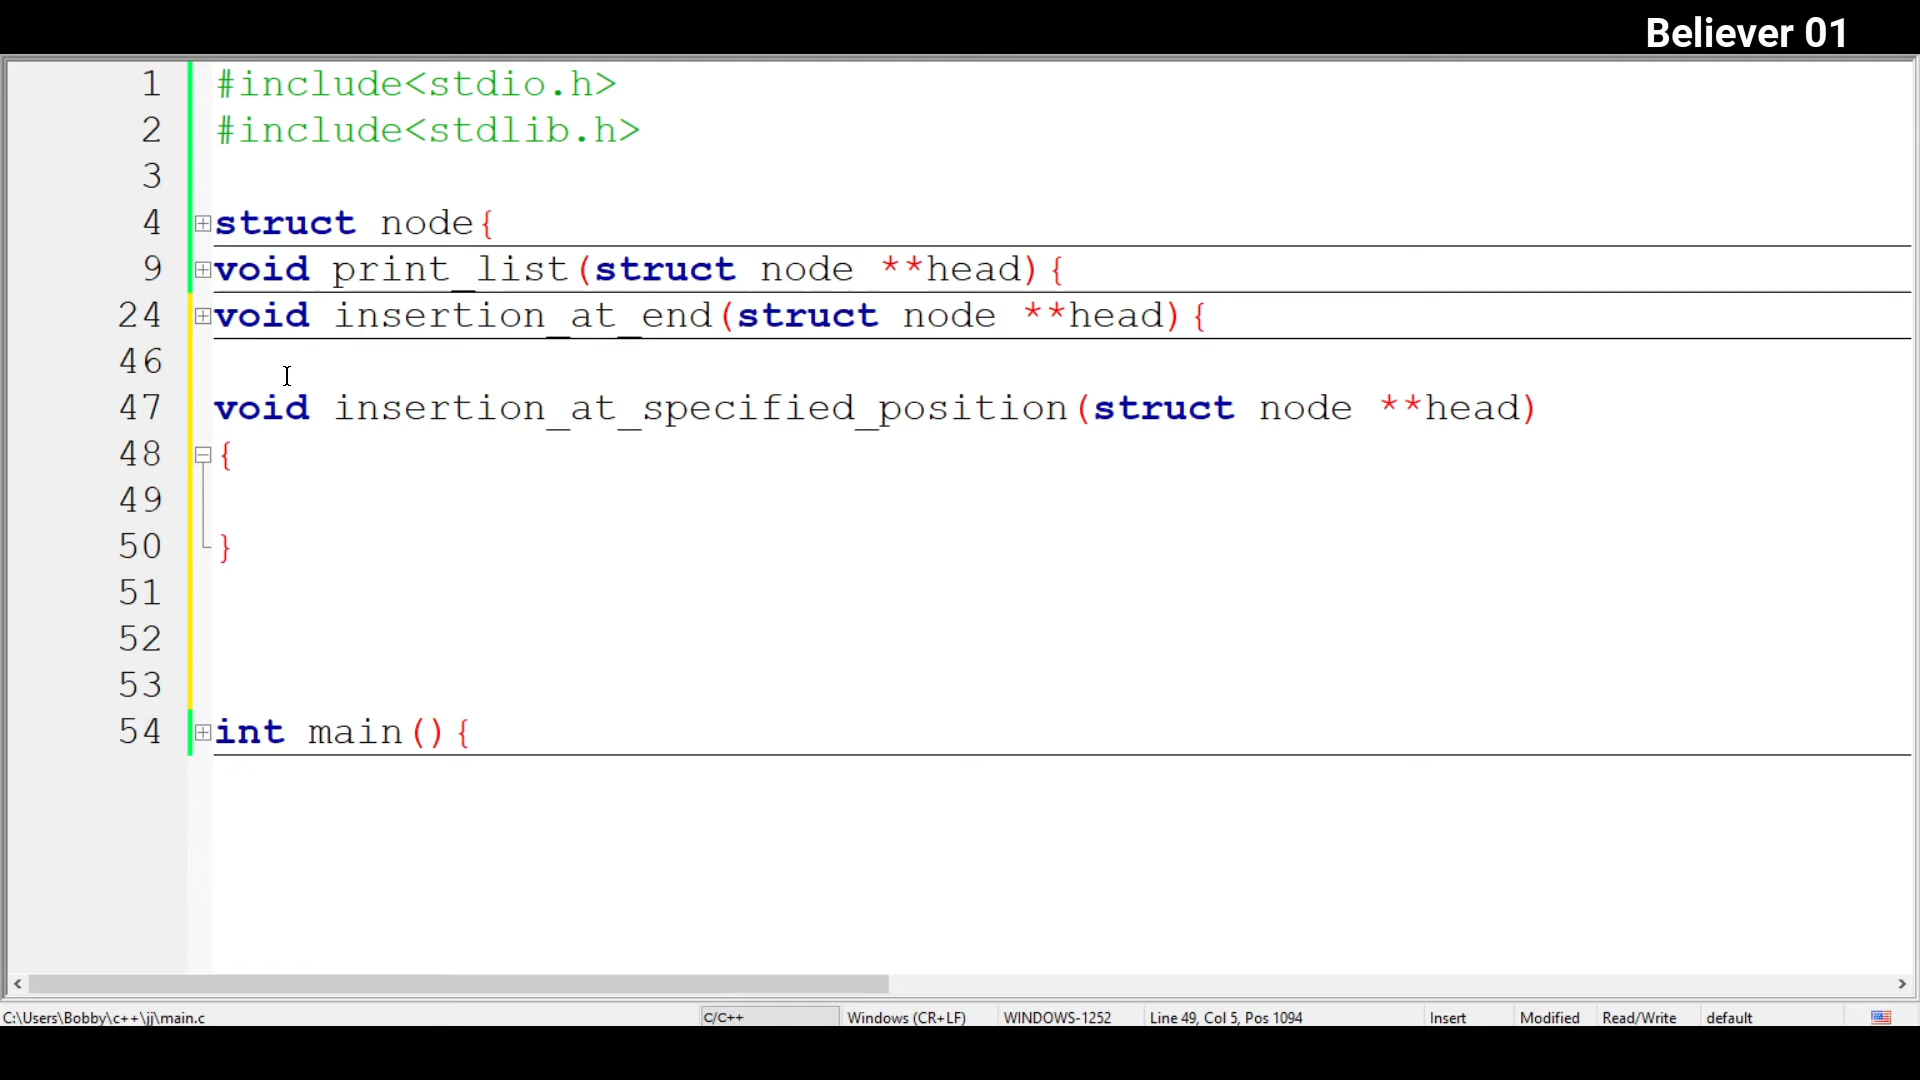 Believer 01
1 #include<stdio.h>
2 #include<stdlib.h>
3
4 struct node{
9 void print_list(struct node **head){
24 void insertion_at_end(struct node **head){
46
47 void insertion_at_specified_position(struct node **head)
48 {
49
50 }
51
52
53
54 int main(){
C:\Users\Bobby\c++\jj\main.c C/C++ Windows (CR+LF) WINDOWS-1252 Line 49, Col 5, Pos 1094 Insert Modified Read/Write default